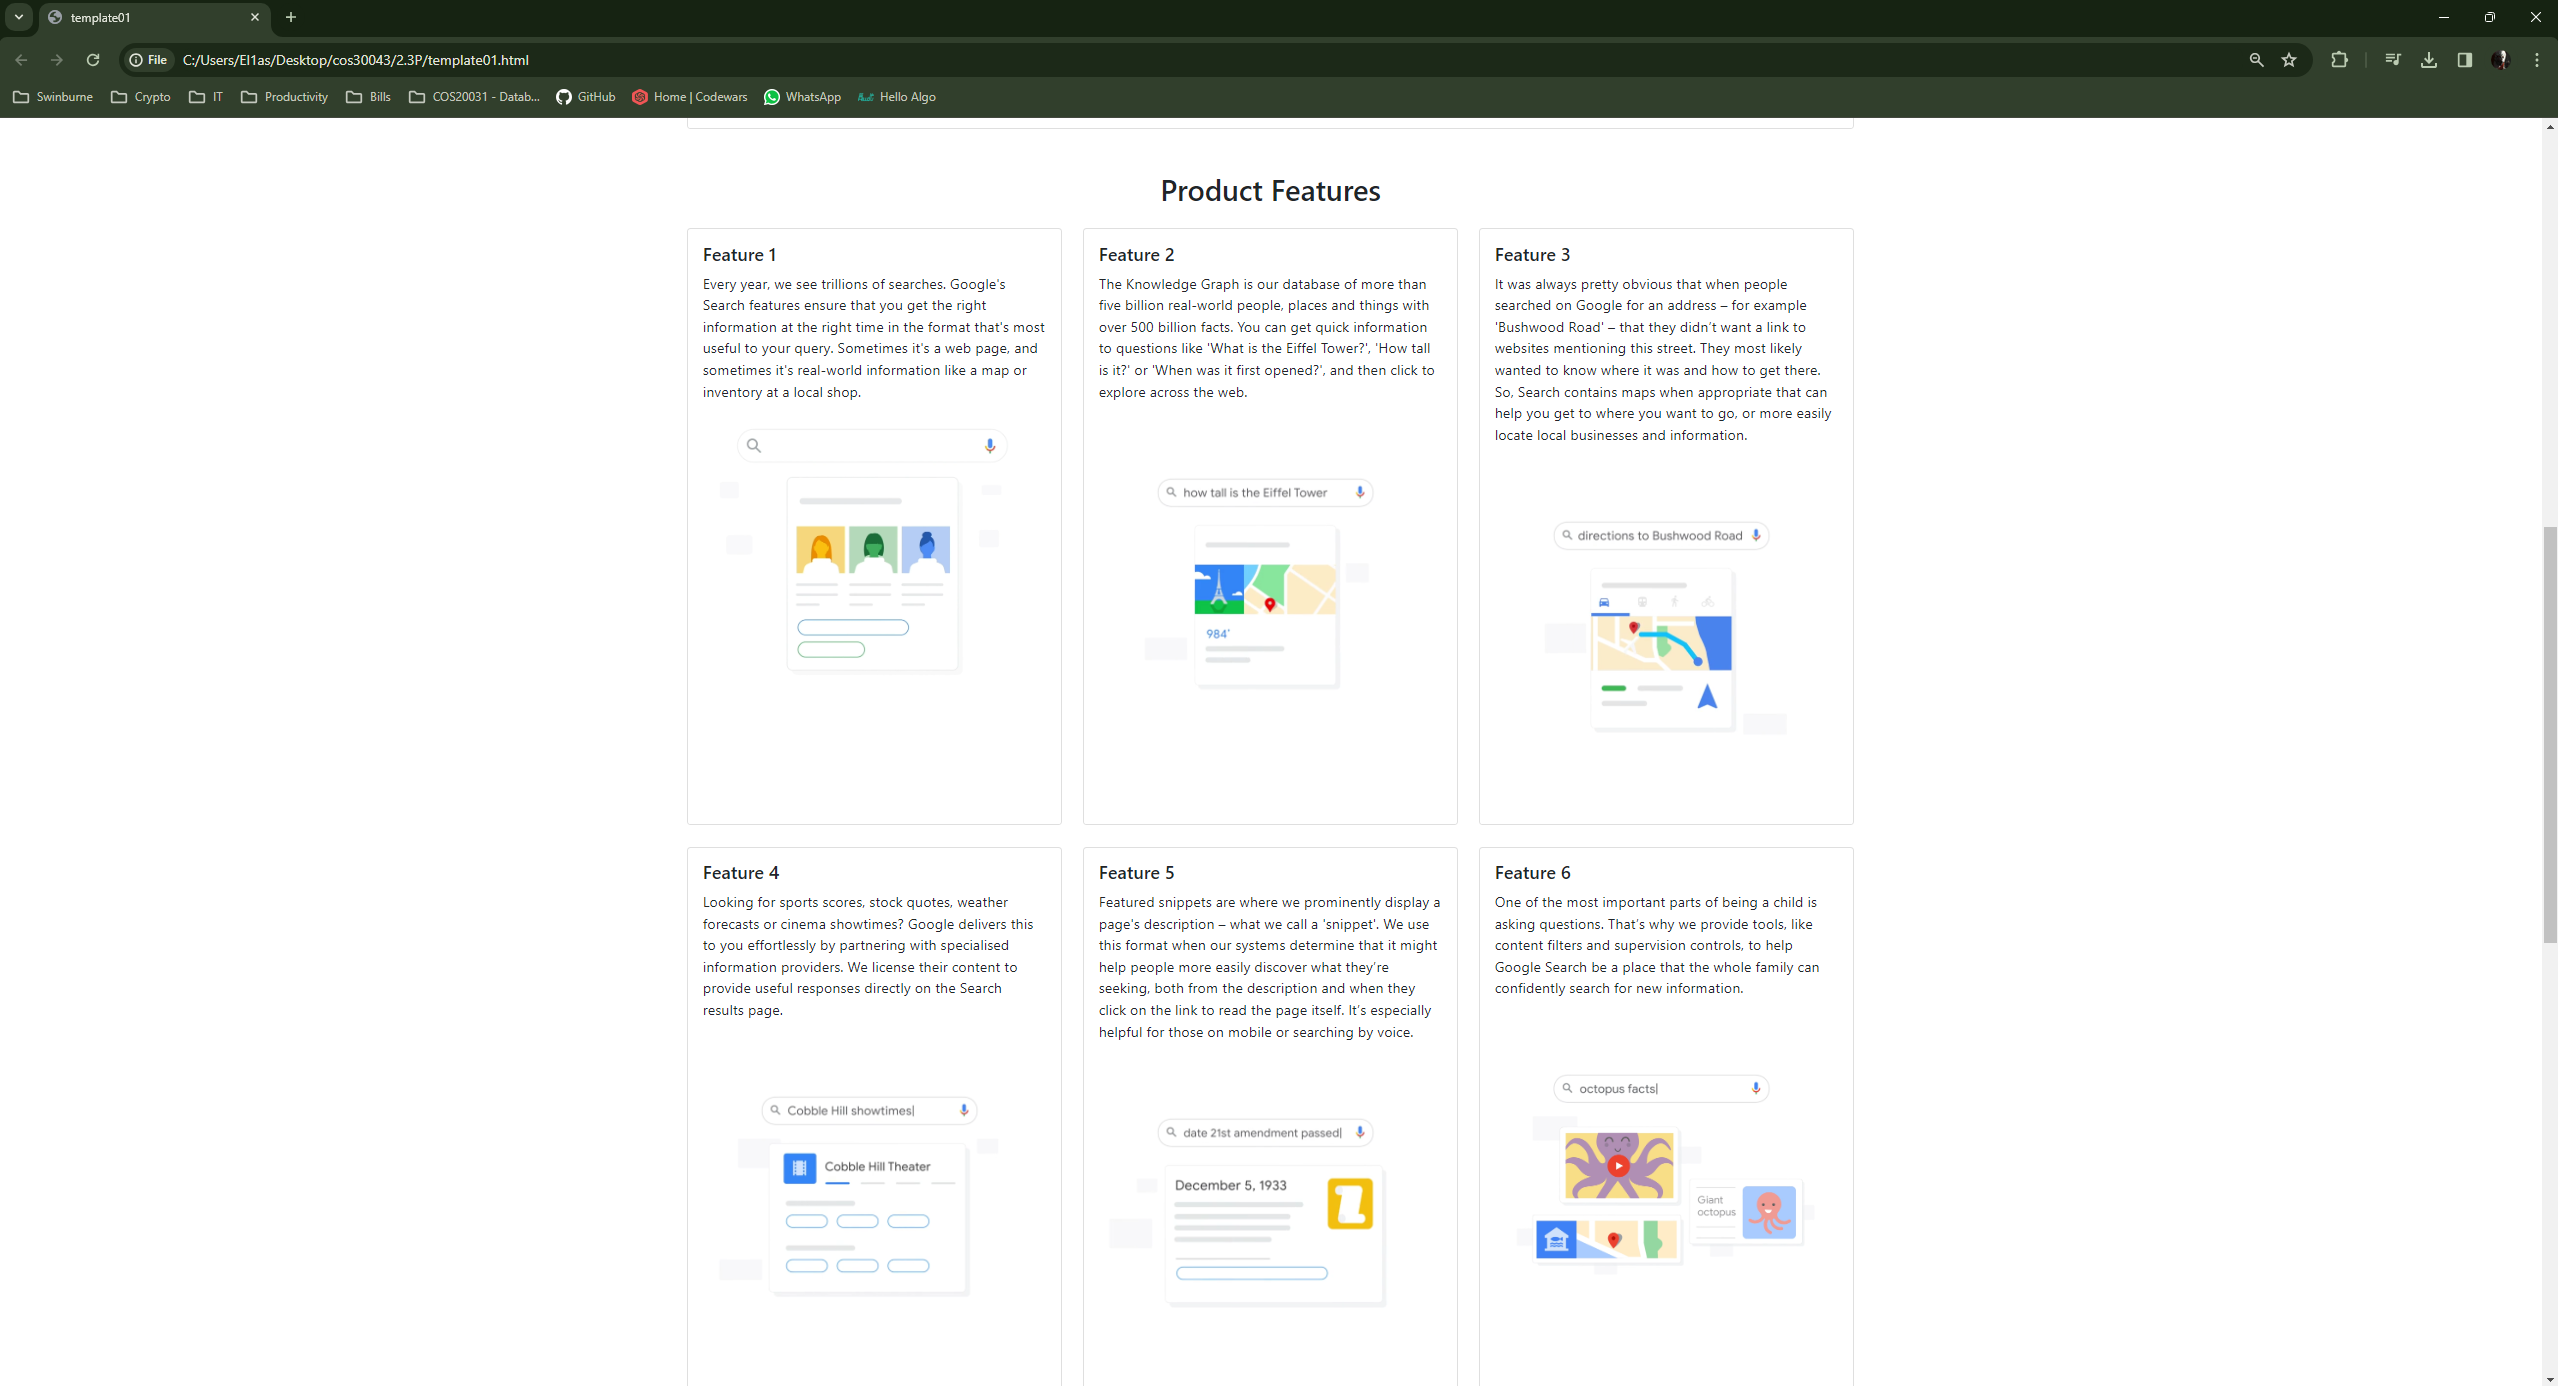 template01
File
C:/Users/El1as/Desktop/cos30043/2.3P/template01.html
Swinburne
Crypto
IT
Productivity
Bills
COS20031 - Datab...
GitHub
Home | Codewars
WhatsApp
Hello Algo
Product Features
Feature 1
Every year, we see trillions of searches. Google's
Search features ensure that you get the right
information at the right time in the format that's most
useful to your query. Sometimes it's a web page, and
sometimes it's real-world information like a map or
inventory at a local shop.
Feature 2
The Knowledge Graph is our database of more than
five billion real-world people, places and things with
over 500 billion facts. You can get quick information
to questions like 'What is the Eiffel Tower?', 'How tall
is it?' or 'When was it first opened?', and then click to
explore across the web.
how tall is the Eiffel Tower
984'
Feature 3
It was always pretty obvious that when people
searched on Google for an address – for example
'Bushwood Road' – that they didn't want a link to
websites mentioning this street. They most likely
wanted to know where it was and how to get there.
So, Search contains maps when appropriate that can
help you get to where you want to go, or more easily
locate local businesses and information.
directions to Bushwood Road
Feature 4
Looking for sports scores, stock quotes, weather
forecasts or cinema showtimes? Google delivers this
to you effortlessly by partnering with specialised
information providers. We license their content to
provide useful responses directly on the Search
results page.
Cobble Hill showtimes|
Cobble Hill Theater
Feature 5
Featured snippets are where we prominently display a
page's description – what we call a 'snippet'. We use
this format when our systems determine that it might
help people more easily discover what they're
seeking, both from the description and when they
click on the link to read the page itself. It's especially
helpful for those on mobile or searching by voice.
date 21st amendment passed|
December 5, 1933
Feature 6
One of the most important parts of being a child is
asking questions. That's why we provide tools, like
content filters and supervision controls, to help
Google Search be a place that the whole family can
confidently search for new information.
octopus facts|
Giant
octopus